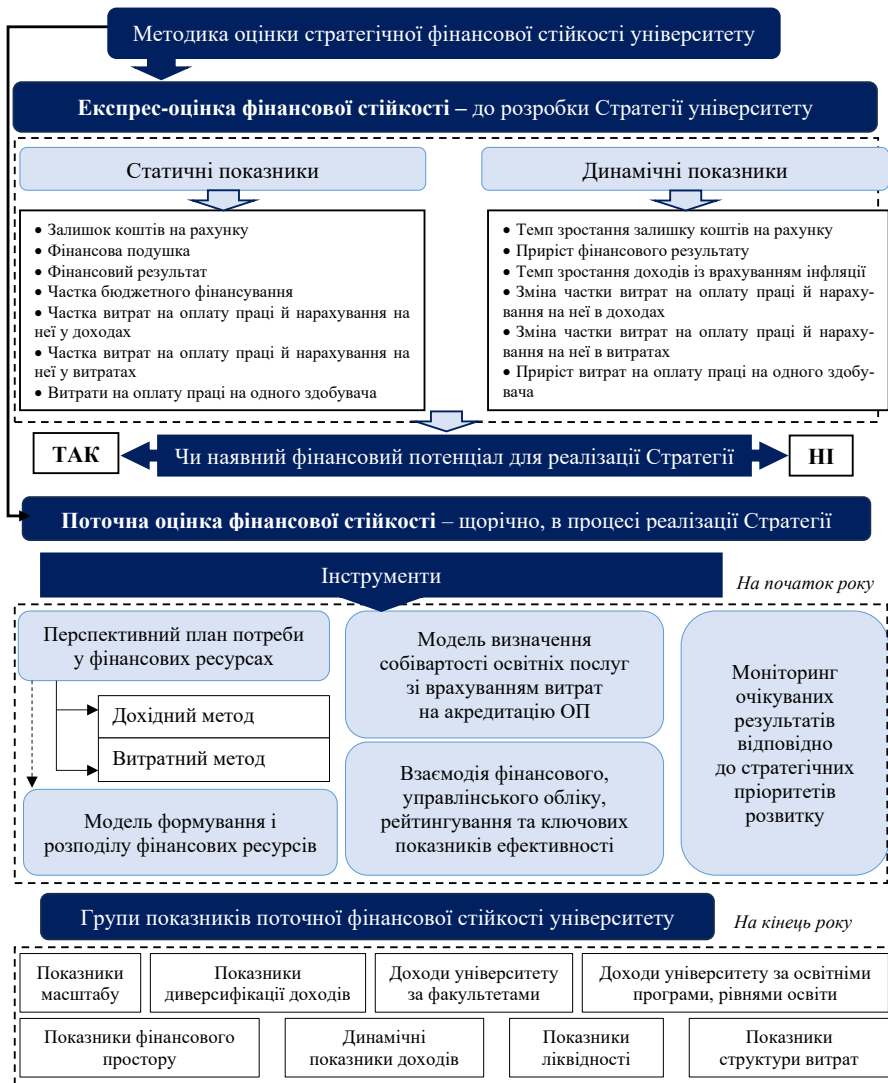 Методика оцінки стратегічної фінансової стійкості університету
Експрес-оцінка фінансової стійкості – до розробки Стратегії університету
Статичні показники
• Залишок коштів на рахунку
• Фінансова подушка
• Фінансовий результат
• Частка бюджетного фінансування
• Частка витрат на оплату праці й нарахування на
неї у доходах
• Частка витрат на оплату праці й нарахування на
неї у витратах
• Витрати на оплату праці на одного здобувача
Динамічні показники
• Темп зростання залишку коштів на рахунку
• Приріст фінансового результату
• Темп зростання доходів із врахуванням інфляції
• Зміна частки витрат на оплату праці й нараху-
вання на неї в доходах
• Зміна частки витрат на оплату праці й нараху-
вання на неї в витратах
• Приріст витрат на оплату праці на одного здобу-
вача
ТАК
Чи наявний фінансовий потенціал для реалізації Стратегії
НІ
Поточна оцінка фінансової стійкості – щорічно, в процесі реалізації Стратегії
Інструменти
На початок року
Перспективний план потреби
у фінансових ресурсах
Дохідний метод
Витратний метод
Модель формування і
розподілу фінансових ресурсів
Модель визначення
собівартості освітніх послуг
зі врахуванням витрат
на акредитацію ОП
Взаємодія фінансового,
управлінського обліку,
рейтингування та ключових
показників ефективності
Моніторинг
очікуваних
результатів
відповідно
до стратегічних
пріоритетів
розвитку
Групи показників поточної фінансової стійкості університету
На кінець року
Показники
масштабу
Показники
диверсифікації доходів
Доходи університету
за факультетами
Доходи університету за освітніми
програми, рівнями освіти
Показники фінансового
простору
Динамічні
показники доходів
Показники
ліквідності
Показники
структури витрат